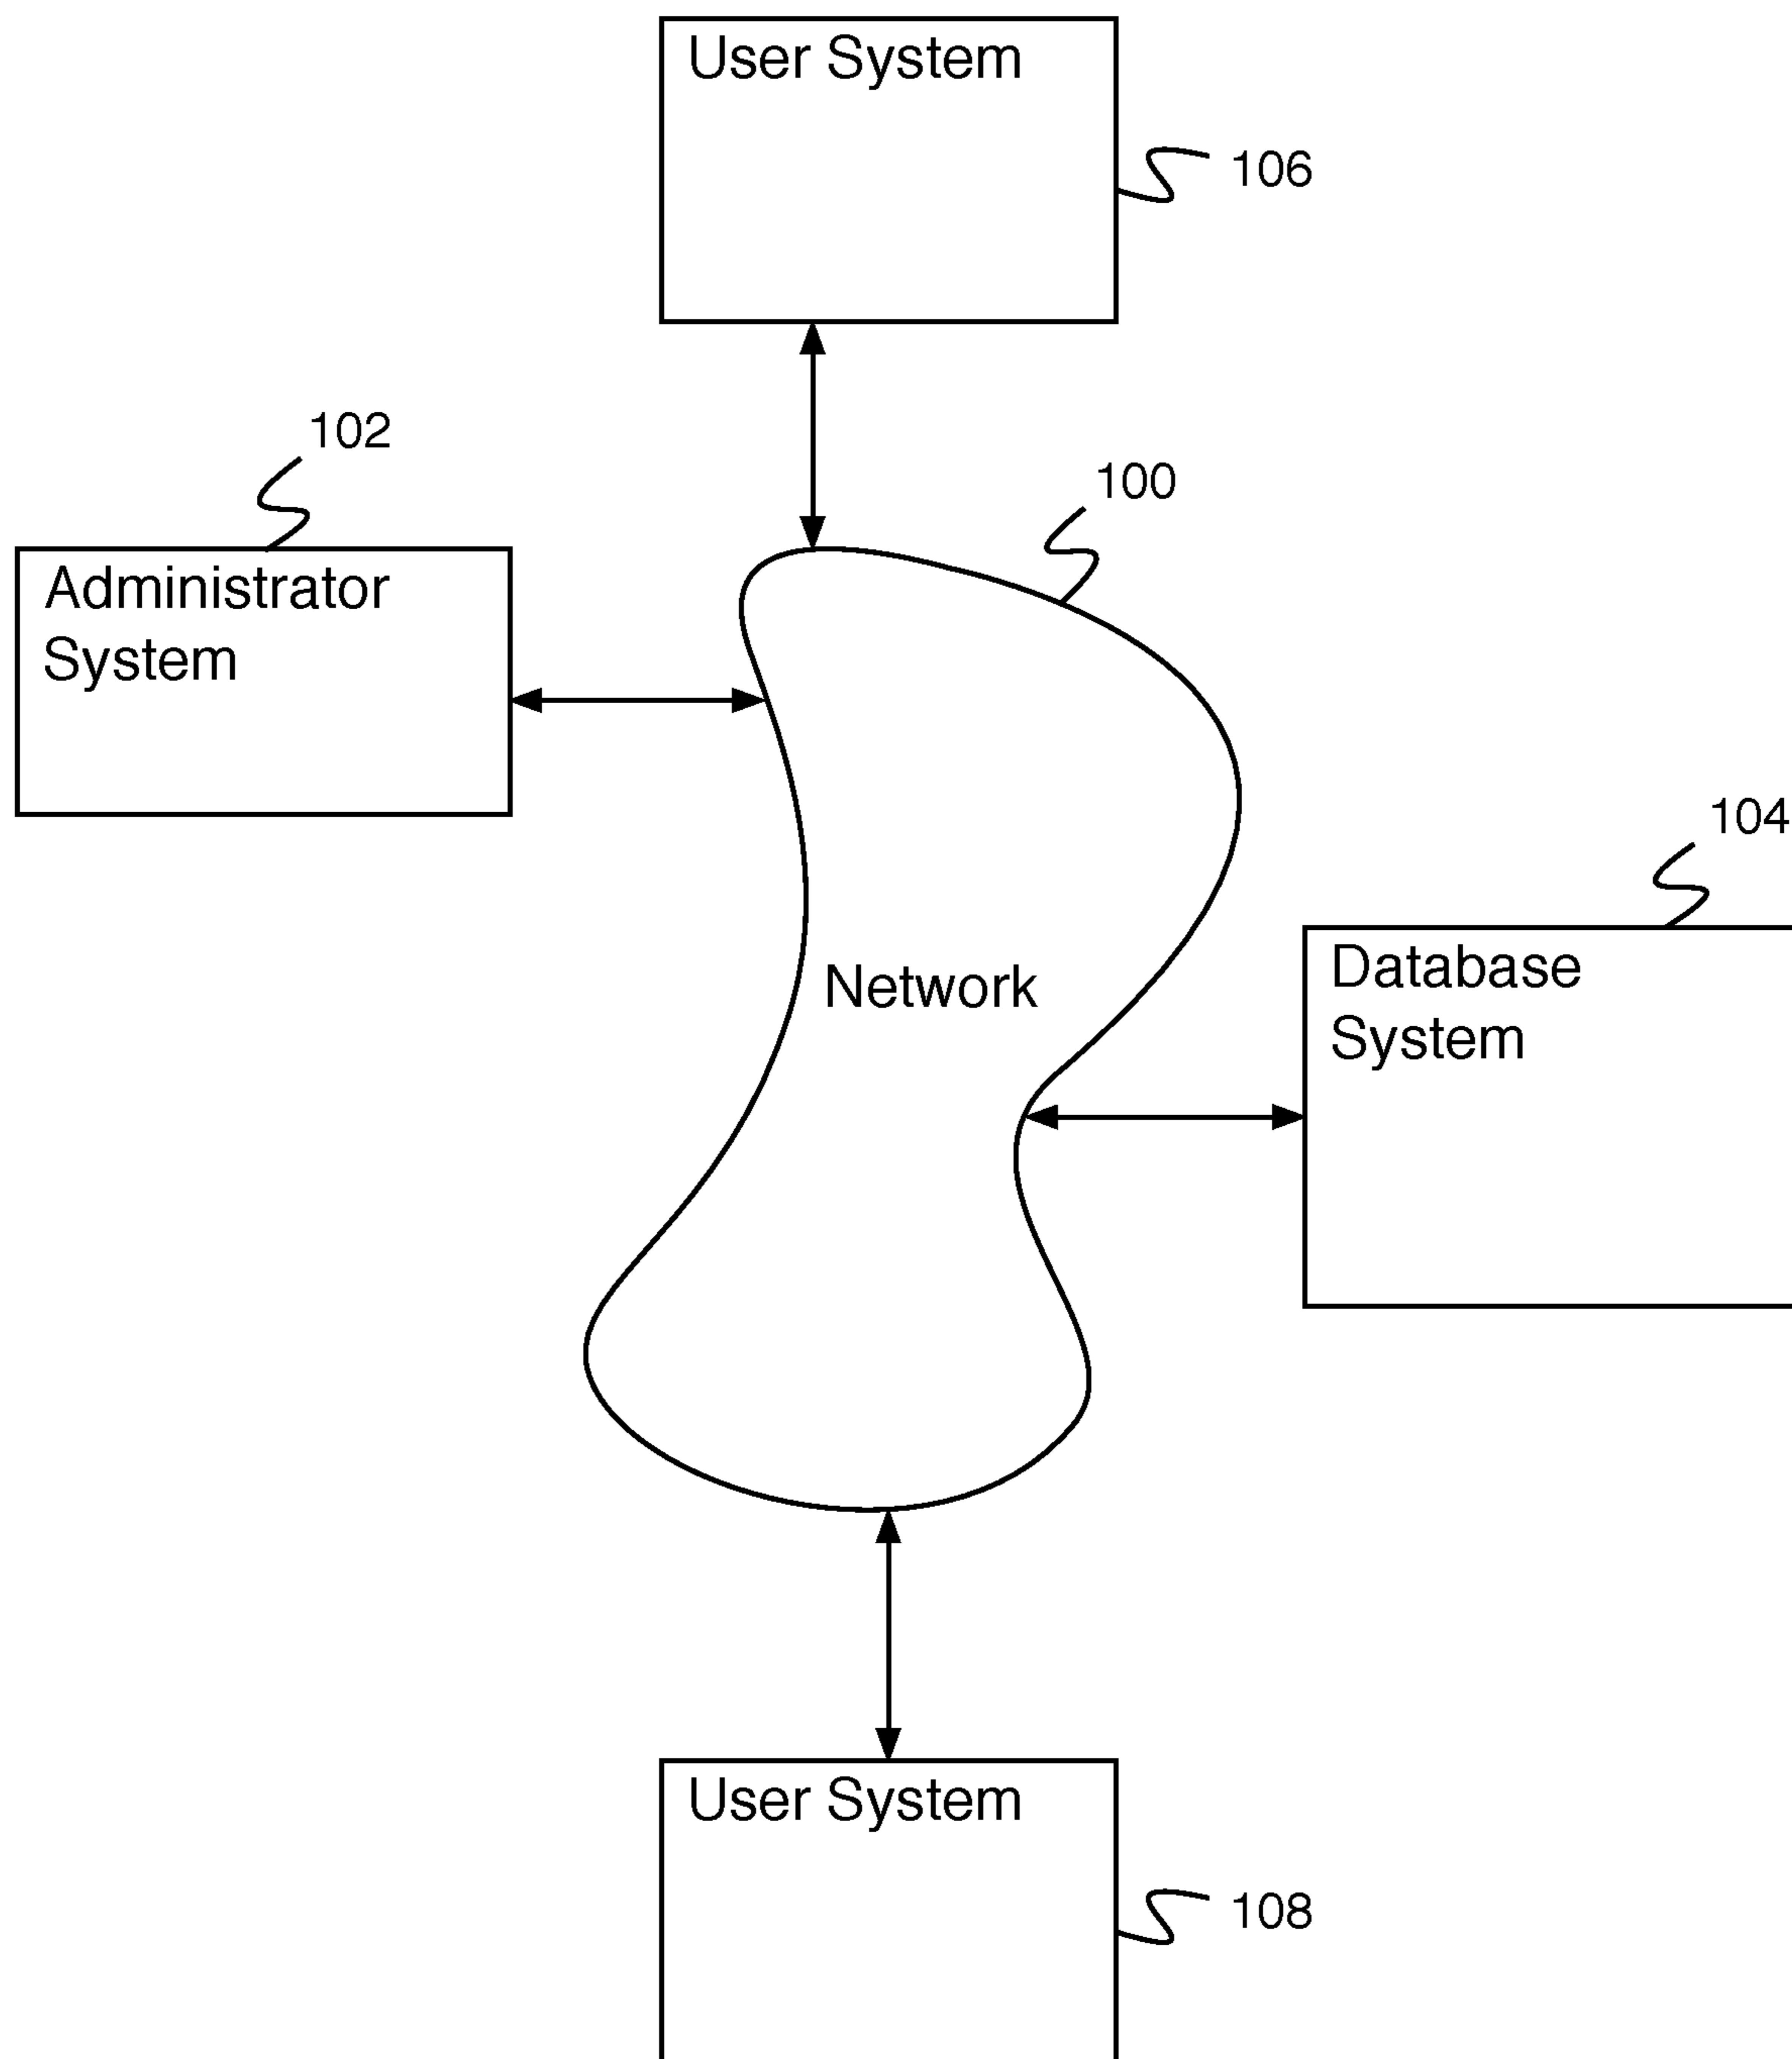 User System
106
102
100
Administrator
System
104
Database
System
Network
User System
108